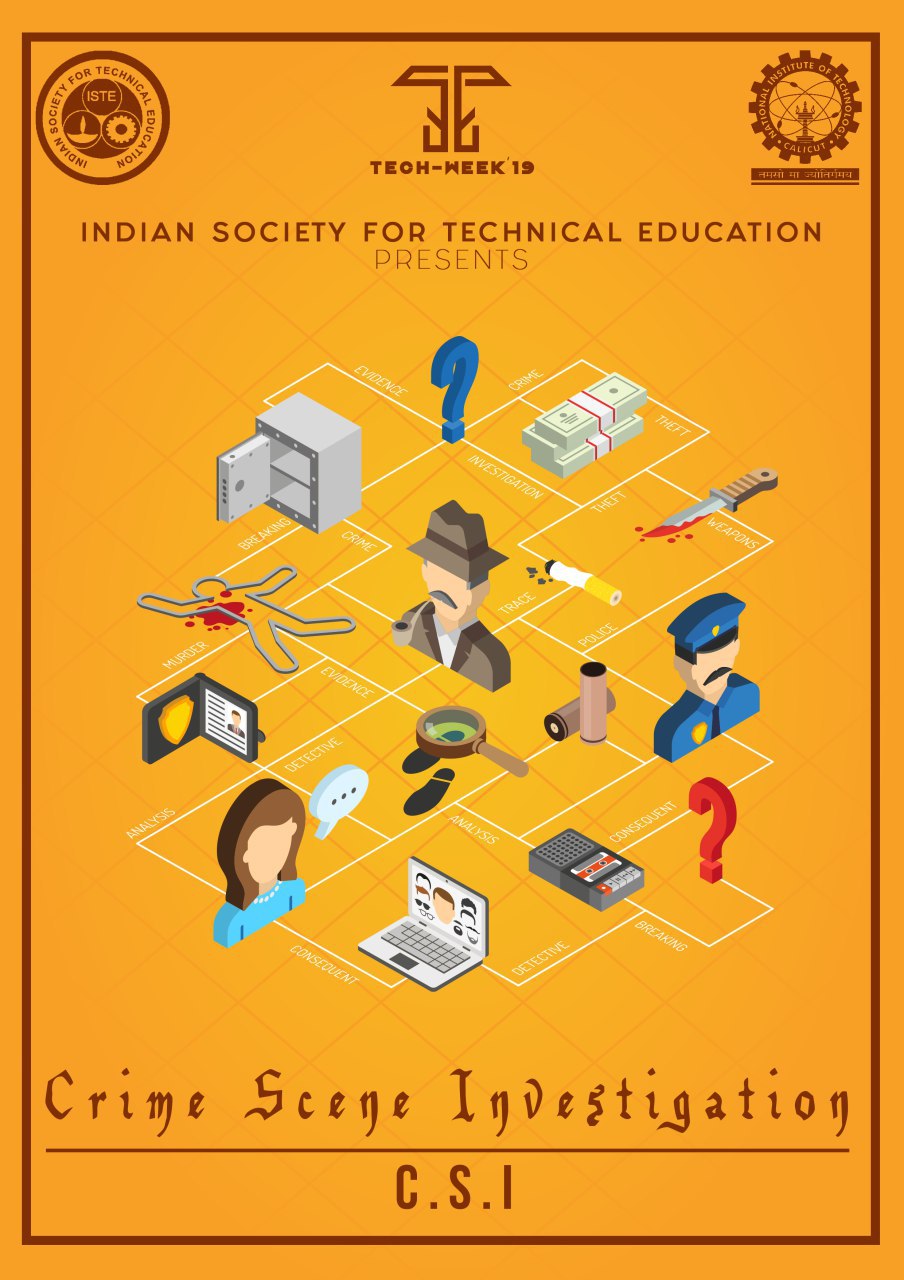 INDIAN SOCIETY FOR TECHNICAL EDUCATION
ISTE
TECH-WEEK'19
NATIONAL INSTITUTE OF TECHNOLOGY
CALICUT
तमसो मा ज्योतिर्गमय
INDIAN SOCIETY FOR TECHNICAL EDUCATION
PRESENTS
EVIDENCE
CRIME
THEFT
INVESTIGATION
THEFT
WEAPONS
BREAKING
CRIME
TRACE
POLICE
MURDER
EVIDENCE
DETECTIVE
ANALYSIS
ANALYSIS
CONSEQUENT
CONSEQUENT
DETECTIVE
BREAKING
Crime Scene Investigation
C.S.I